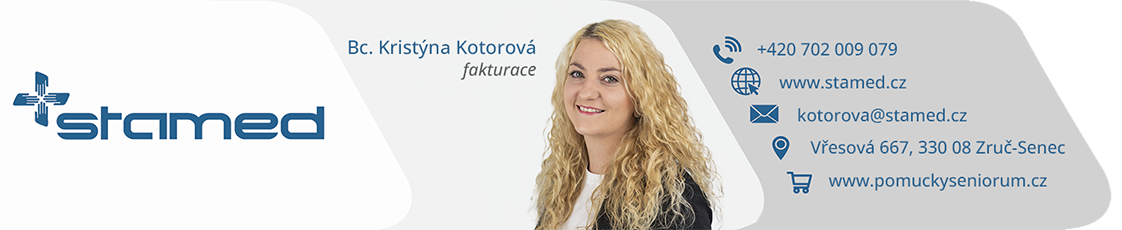 stamed
Bc. Kristýna Kotorová
fakturace
+420 702 009 079
www.stamed.cz
kotorova@stamed.cz
Vřesová 667, 330 08 Zruč-Senec
www.pomuckyseniorum.cz